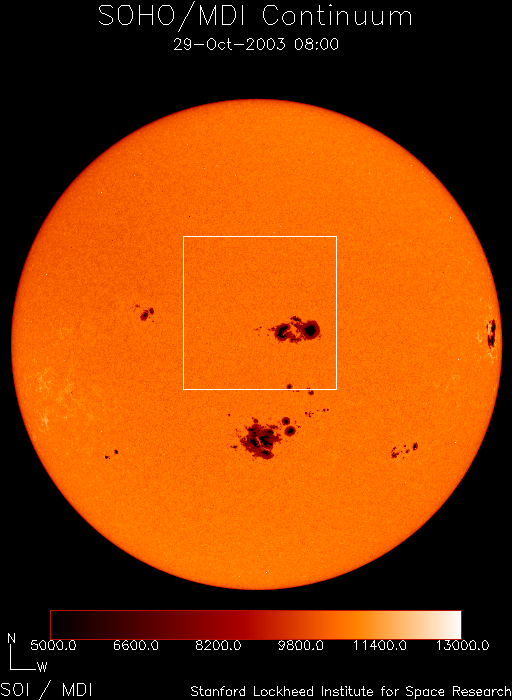 SOHO/MDI Continuum
29-Oct-2003 08:00
5000.0 6600.0 8200.0 9800.0 11400.0 13000.0
N
W
SOI / MDI
Stanford Lockheed Institute for Space Research